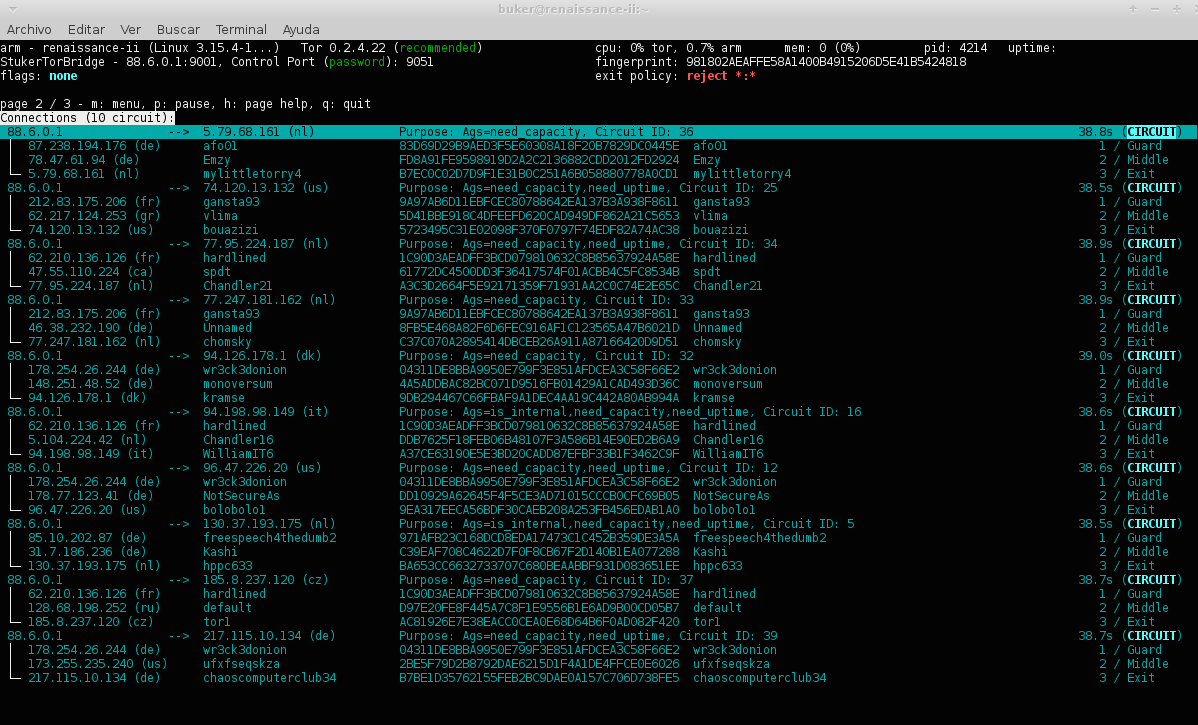 buker@renaissance-ii:~
Archivo Editar Ver Buscar Terminal Ayuda
arm - renaissance-ii (Linux 3.15.4-1...) Tor 0.2.4.22 (recommended) cpu: 0% tor, 0.7% arm mem: 0 (0%) pid: 4214 uptime:
StukerTorBridge - 88.6.0.1:9001, Control Port (password): 9051 fingerprint: 981802AEAFFE58A1400B4915206D5E41B5424818
flags: none exit policy: reject *:*
page 2 / 3 - m: menu, p: pause, h: page help, q: quit
Connections (10 circuit):
88.6.0.1 --> 5.79.68.161 (nl) Purpose: Ags=need_capacity, Circuit ID: 36 38.8s (CIRCUIT)
87.238.194.176 (de) afo01 83D69D29B9AED3F5E60308A18F20B7829DC0445E afo01 1 / Guard
78.47.61.94 (de) Emzy FD8A91FE9598919D2A2C2136882CDD2012FD2924 Emzy 2 / Middle
5.79.68.161 (nl) mylittletorry4 B7EC0C02D7D9F1E31B0C251A6B058880778A0CD1 mylittletorry4 3 / Exit
88.6.0.1 --> 74.120.13.132 (us) Purpose: Ags=need_capacity,need_uptime, Circuit ID: 25 38.5s (CIRCUIT)
212.83.175.206 (fr) gansta93 9A97AB6D11EBFCEC80788642EA137B3A938F8611 gansta93 1 / Guard
62.217.124.253 (gr) vlima 5D41BBE918C4DFEEFD620CAD949DF862A21C5653 vlima 2 / Middle
74.120.13.132 (us) bouazizi 5723495C31E02098F370F0797F74EDF82A74AC38 bouazizi 3 / Exit
88.6.0.1 --> 77.95.224.187 (nl) Purpose: Ags=need_capacity,need_uptime, Circuit ID: 34 38.9s (CIRCUIT)
62.210.136.126 (fr) hardlined 1C90D3AEADFF3BCD079810632C8B85637924A58E hardlined 1 / Guard
47.55.110.224 (ca) spdt 61772DC4500DD3F36417574F01ACBB4C5FC8534B spdt 2 / Middle
77.95.224.187 (nl) Chandler21 A3C3D2664F5E92171359F71931AA2C0C74E2E65C Chandler21 3 / Exit
88.6.0.1 --> 77.247.181.162 (nl) Purpose: Ags=need_capacity, Circuit ID: 33 38.9s (CIRCUIT)
212.83.175.206 (fr) gansta93 9A97AB6D11EBFCEC80788642EA137B3A938F8611 gansta93 1 / Guard
46.38.232.190 (de) Unnamed 8FB5E468A82F6D6FEC916AF1C123565A47B6021D Unnamed 2 / Middle
77.247.181.162 (nl) chomsky C37C070A2895414DBCEB26A911A87166420D9D51 chomsky 3 / Exit
88.6.0.1 --> 94.126.178.1 (dk) Purpose: Ags=need_capacity, Circuit ID: 32 39.0s (CIRCUIT)
178.254.26.244 (de) wr3ck3d0nion 04311DE8BBA9950E799F3E851AFDCEA3C58F66E2 wr3ck3d0nion 1 / Guard
148.251.48.52 (de) monoversum 4A5ADDBAC82BC071D9516FB01429A1CAD493D36C monoversum 2 / Middle
94.126.178.1 (dk) kramse 9DB294467C66FBAF9A1DEC4AA19C442A80AB994A kramse 3 / Exit
88.6.0.1 --> 94.198.98.149 (it) Purpose: Ags=is_internal,need_capacity,need_uptime, Circuit ID: 16 38.6s (CIRCUIT)
62.210.136.126 (fr) hardlined 1C90D3AEADFF3BCD079810632C8B85637924A58E hardlined 1 / Guard
5.104.224.42 (nl) Chandler16 DDB7625F18FEB06B48107F3A586B14E90ED2B6A9 Chandler16 2 / Middle
94.198.98.149 (it) WilliamIT6 A37CE63190E5E3BD20CADD87EFBF33B1F3462C9F WilliamIT6 3 / Exit
88.6.0.1 --> 96.47.226.20 (us) Purpose: Ags=need_capacity,need_uptime, Circuit ID: 12 38.6s (CIRCUIT)
178.254.26.244 (de) wr3ck3d0nion 04311DE8BBA9950E799F3E851AFDCEA3C58F66E2 wr3ck3d0nion 1 / Guard
178.77.123.41 (de) NotSecureAs DD10929A62645F4F5CE3AD71015CCCB0CFC69B05 NotSecureAs 2 / Middle
96.47.226.20 (us) bolobolo1 9EA317EECA56BDF30CAEB208A253FB456EDAB1A0 bolobolo1 3 / Exit
88.6.0.1 --> 130.37.193.175 (nl) Purpose: Ags=is_internal,need_capacity,need_uptime, Circuit ID: 5 38.5s (CIRCUIT)
85.10.202.87 (de) freespeech4thedumb2 971AFB23C168DCD8EDA17473C1C452B359DE3A5A freespeech4thedumb2 1 / Guard
31.7.186.236 (de) Kashi C39EAF708C4622D7F0F8CB67F2D140B1EA077288 Kashi 2 / Middle
130.37.193.175 (nl) hppc633 BA653CC6632733707C680BEAABBF931D083651EE hppc633 3 / Exit
88.6.0.1 --> 185.8.237.120 (cz) Purpose: Ags=need_capacity, Circuit ID: 37 38.7s (CIRCUIT)
62.210.136.126 (fr) hardlined 1C90D3AEADFF3BCD079810632C8B85637924A58E hardlined 1 / Guard
128.68.198.252 (ru) default D97E20FE8F445A7C8F1E9556B1E6AD9B00CD05B7 default 2 / Middle
185.8.237.120 (cz) tor1 AC81926E7E38EACC0CEA0E68D64B6F0AD082F420 tor1 3 / Exit
88.6.0.1 --> 217.115.10.134 (de) Purpose: Ags=need_capacity,need_uptime, Circuit ID: 39 38.7s (CIRCUIT)
178.254.26.244 (de) wr3ck3d0nion 04311DE8BBA9950E799F3E851AFDCEA3C58F66E2 wr3ck3d0nion 1 / Guard
173.255.235.240 (us) ufxfseqskza 2BE5F79D2B8792DAE6215D1F4A1DE4FFCE0E6026 ufxfseqskza 2 / Middle
217.115.10.134 (de) chaoscomputerclub34 B7BE1D35762155FEB2BC9DAE0A157C706D738FE5 chaoscomputerclub34 3 / Exit